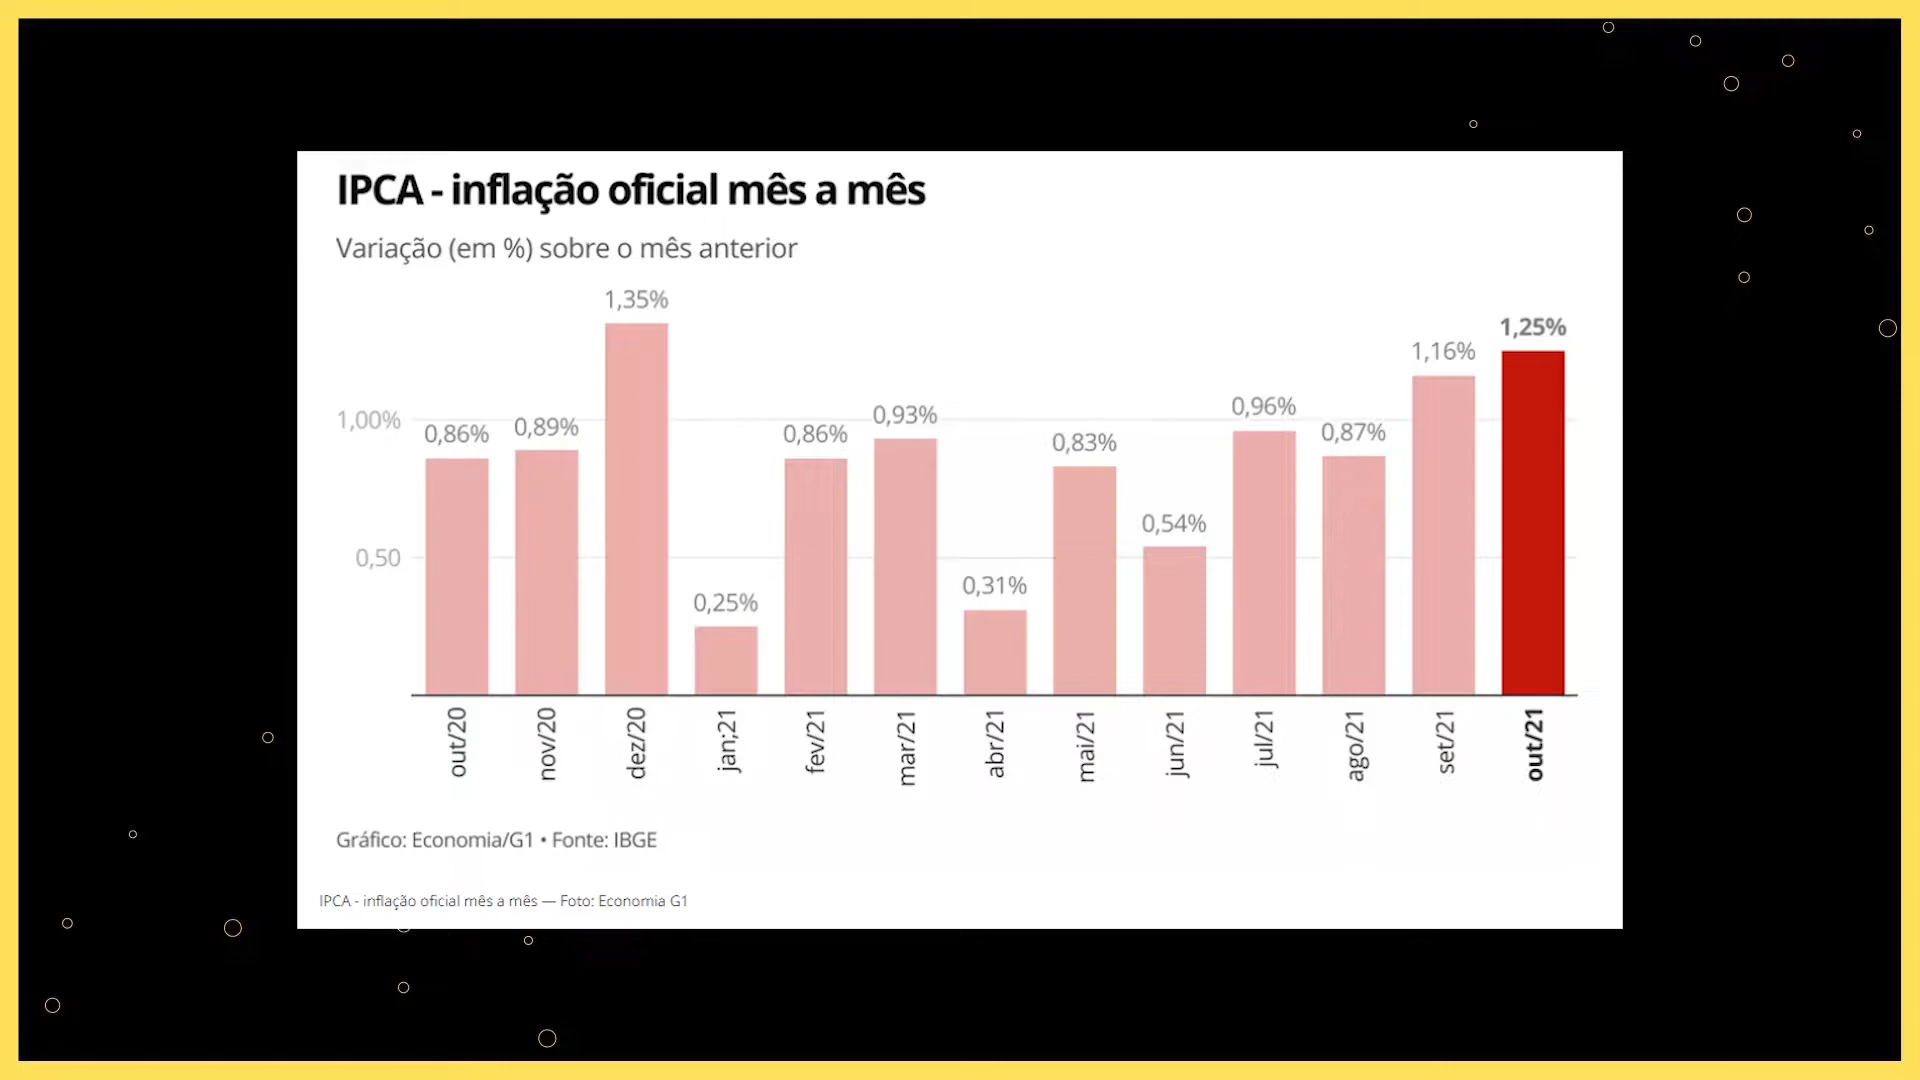 IPCA - inflação oficial mês a mês
Variação (em %) sobre o mês anterior
1,35%
1,25%
1,16%
1,00%
0,86%
0,89%
0,86%
0,93%
0,83%
0,96%
0,87%
0,54%
0,50
0,31%
0,25%
out/20
nov/20
dez/20
jan;21
fev/21
mar/21
abr/21
mai/21
jun/21
jul/21
ago/21
set/21
out/21
Gráfico: Economia/G1 • Fonte: IBGE
IPCA - inflação oficial mês a mês — Foto: Economia G1